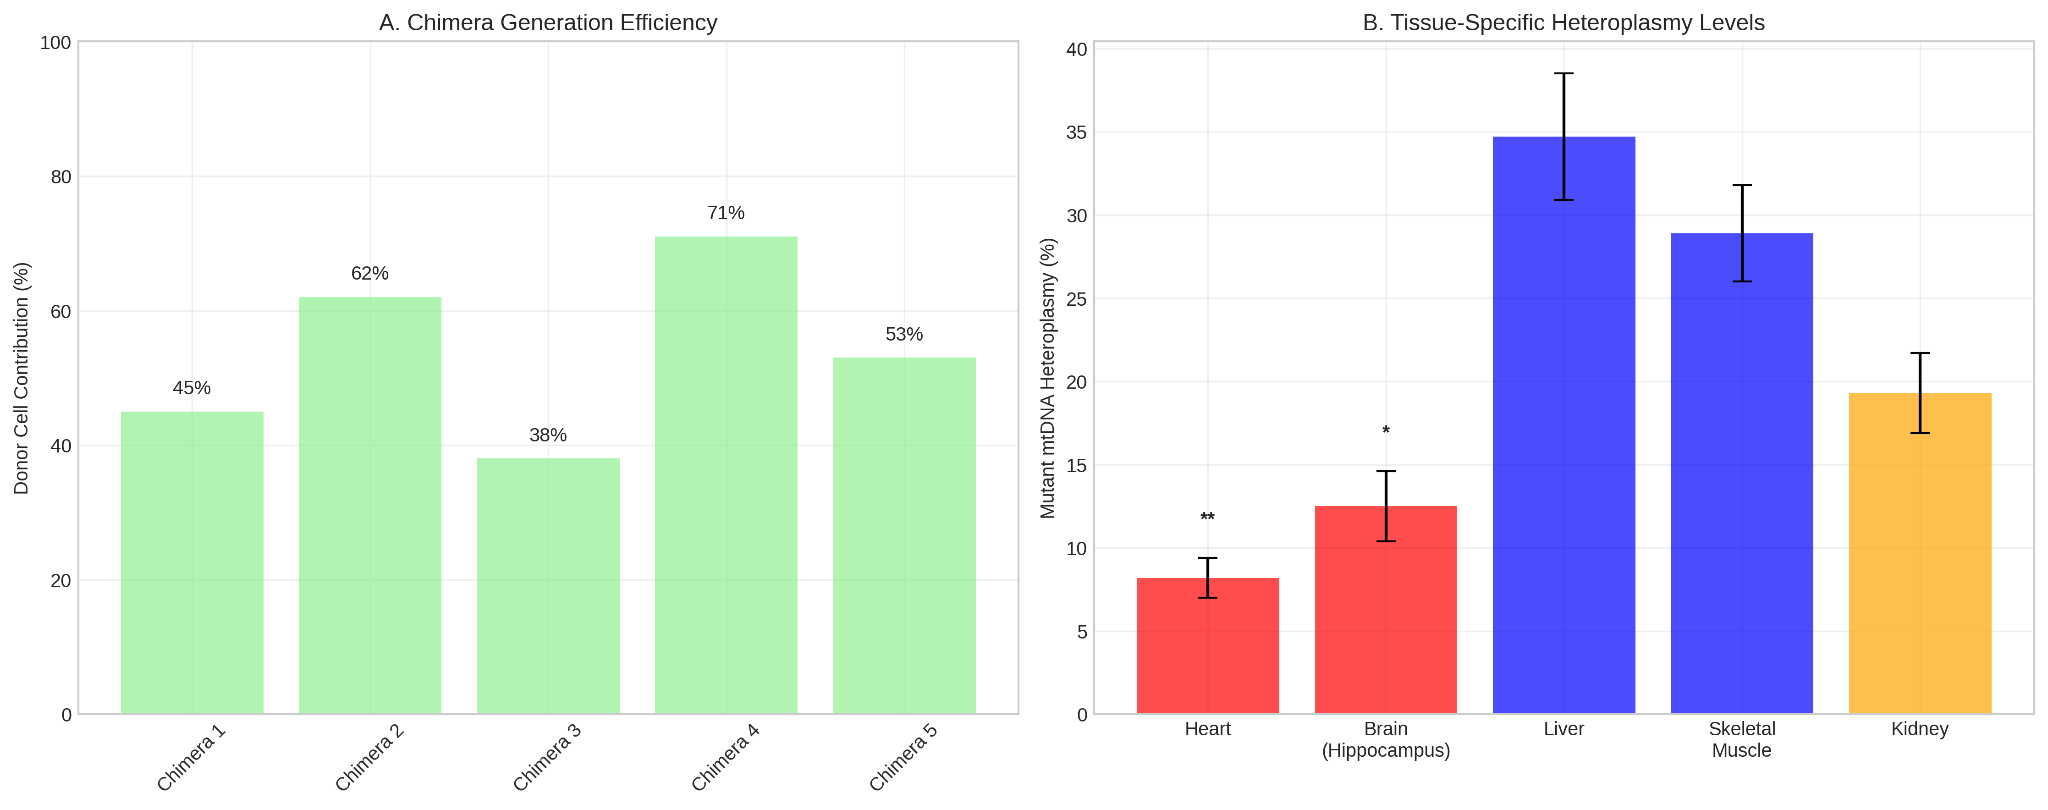 A. Chimera Generation Efficiency
Donor Cell Contribution (%)
100
80
60
40
20
0
45%
62%
38%
71%
53%
Chimera 1
Chimera 2
Chimera 3
Chimera 4
Chimera 5
B. Tissue-Specific Heteroplasmy Levels
Mutant mtDNA Heteroplasmy (%)
40
35
30
25
20
15
10
5
0
**
*
Heart
Brain
(Hippocampus)
Liver
Skeletal
Muscle
Kidney